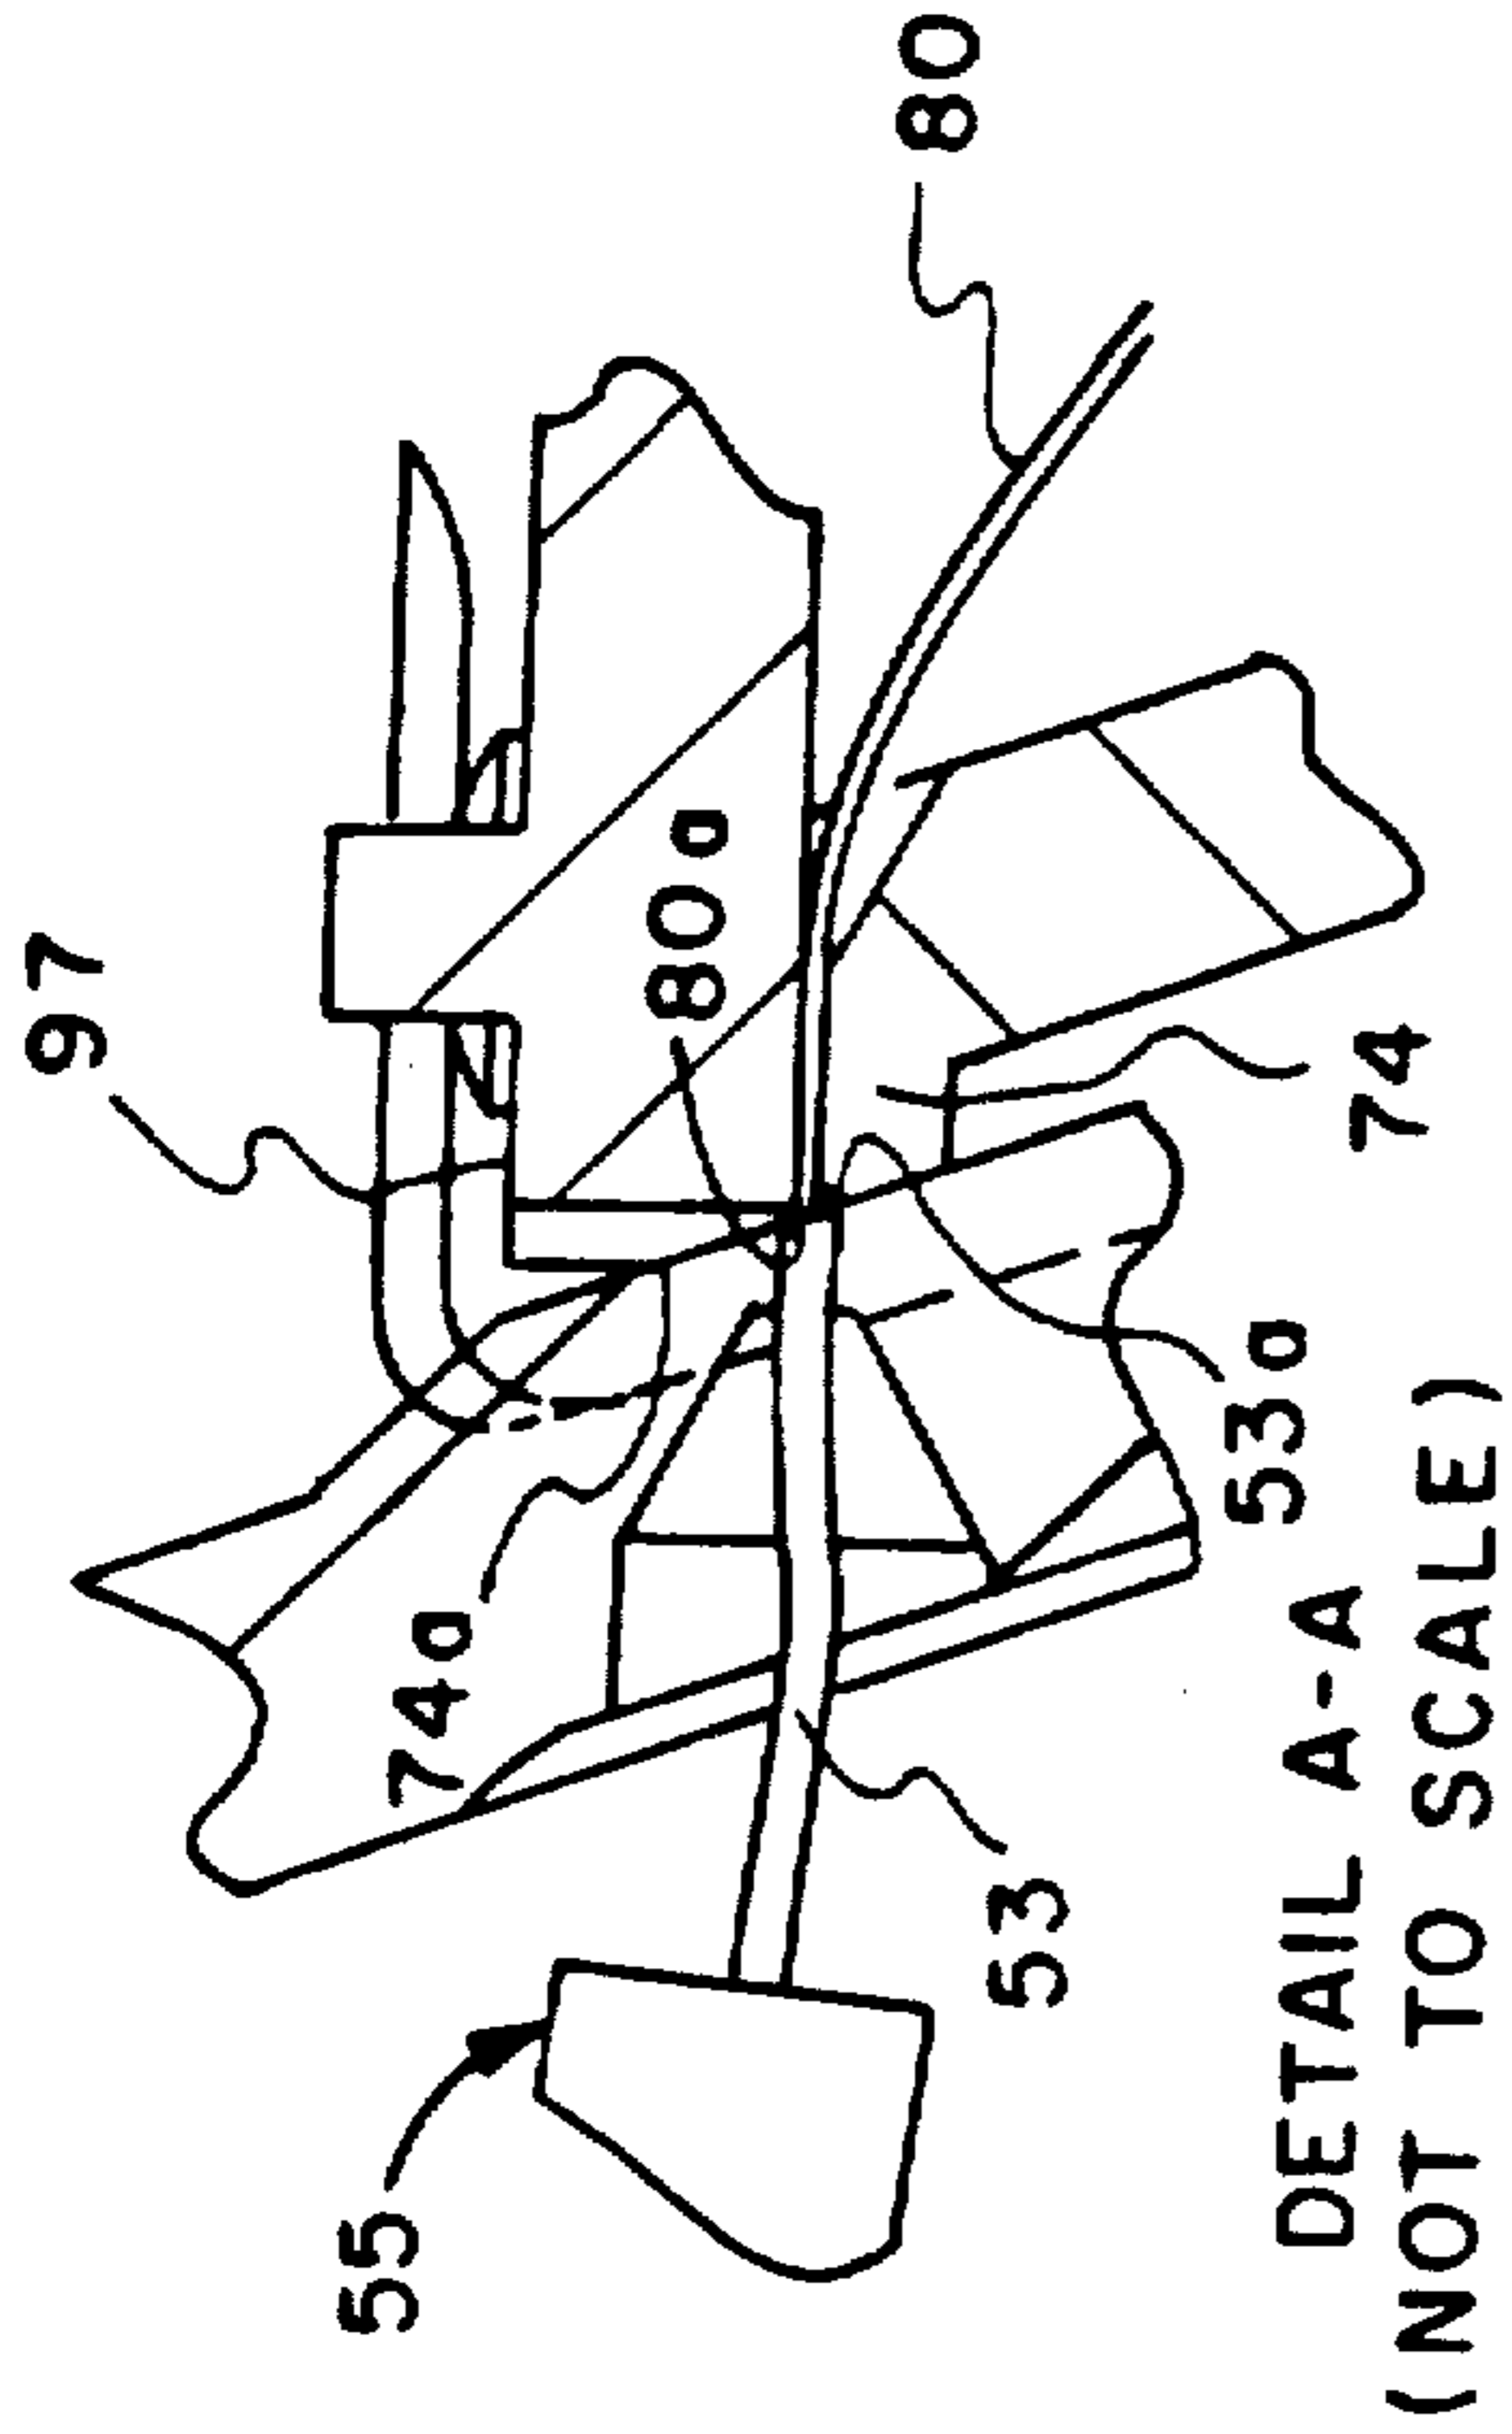 97
55
74a
80a
80
53
53a
74
DETAIL A-A
(NOT TO SCALE)